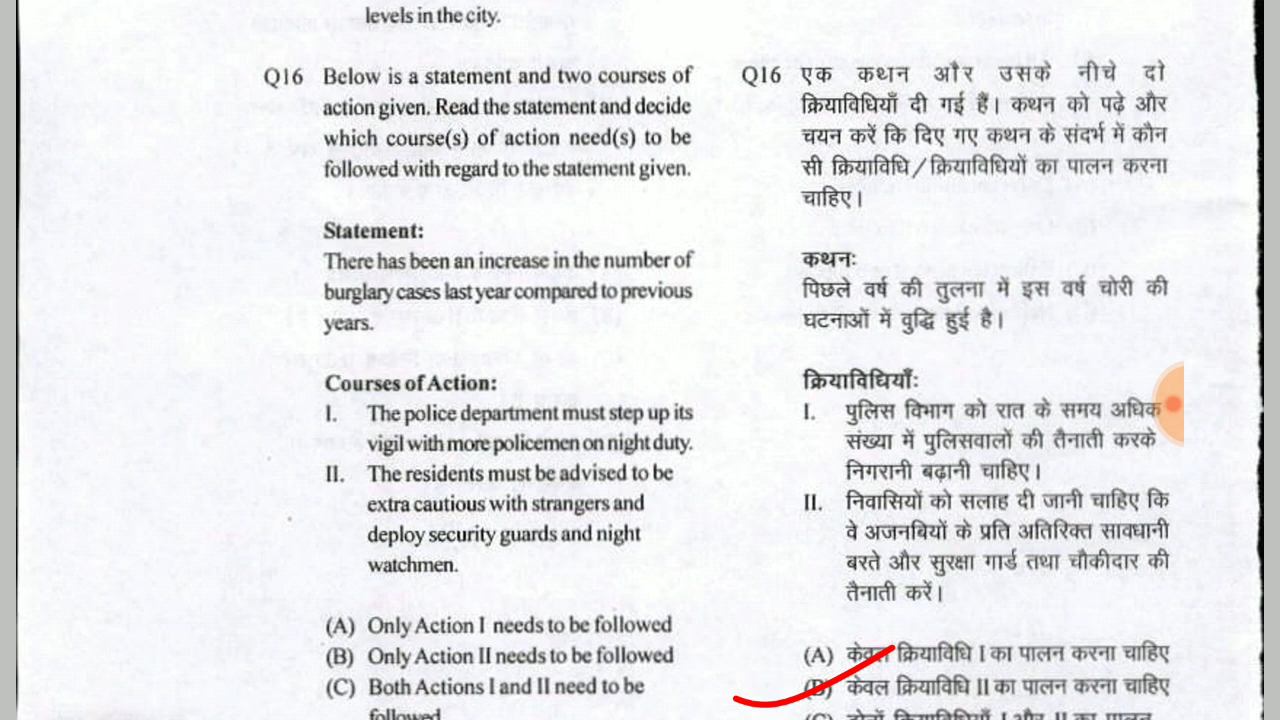 levels in the city.
Q16 Below is a statement and two courses of
action given. Read the statement and decide
which course(s) of action need(s) to be
followed with regard to the statement given.
Statement:
There has been an increase in the number of
burglary cases last year compared to previous
years.
Courses of Action:
I. The police department must step up its
vigil with more policemen on night duty.
II. The residents must be advised to be
extra cautious with strangers and
deploy security guards and night
watchmen.
(A) Only Action I needs to be followed
(B) Only Action II needs to be followed
(C) Both Actions I and II need to be
followed
Q16 एक कथन और उसके नीचे दो
क्रियाविधियाँ दी गई हैं। कथन को पढ़े और
चयन करें कि दिए गए कथन के संदर्भ में कौन
सी क्रियाविधि / क्रियाविधियों का पालन करना
चाहिए।
कथनः
पिछले वर्ष की तुलना में इस वर्ष चोरी की
घटनाओं में वुद्धि हुई है।
क्रियाविधियाँः
I. पुलिस विभाग को रात के समय अधिक
संख्या में पुलिसवालों की तैनाती करके
निगरानी बढ़ानी चाहिए।
II. निवासियों को सलाह दी जानी चाहिए कि
वे अजनबियों के प्रति अतिरिक्त सावधानी
बरते और सुरक्षा गार्ड तथा चौकीदार की
तैनाती करें।
(A) केवल क्रियाविधि I का पालन करना चाहिए
(B) केवल क्रियाविधि II का पालन करना चाहिए
(C) दोनों क्रियाविधियाँ I और II का पालन